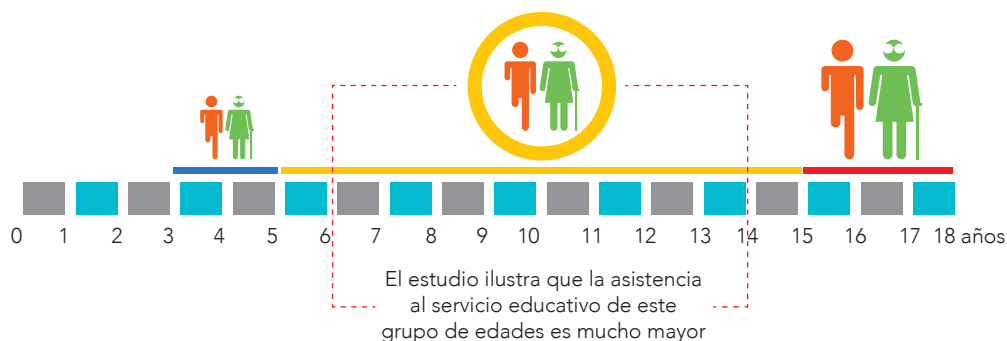 0 1 2 3 4 5 6 7 8 9 10 11 12 13 14 15 16 17 18 años
El estudio ilustra que la asistencia
al servicio educativo de este
grupo de edades es mucho mayor